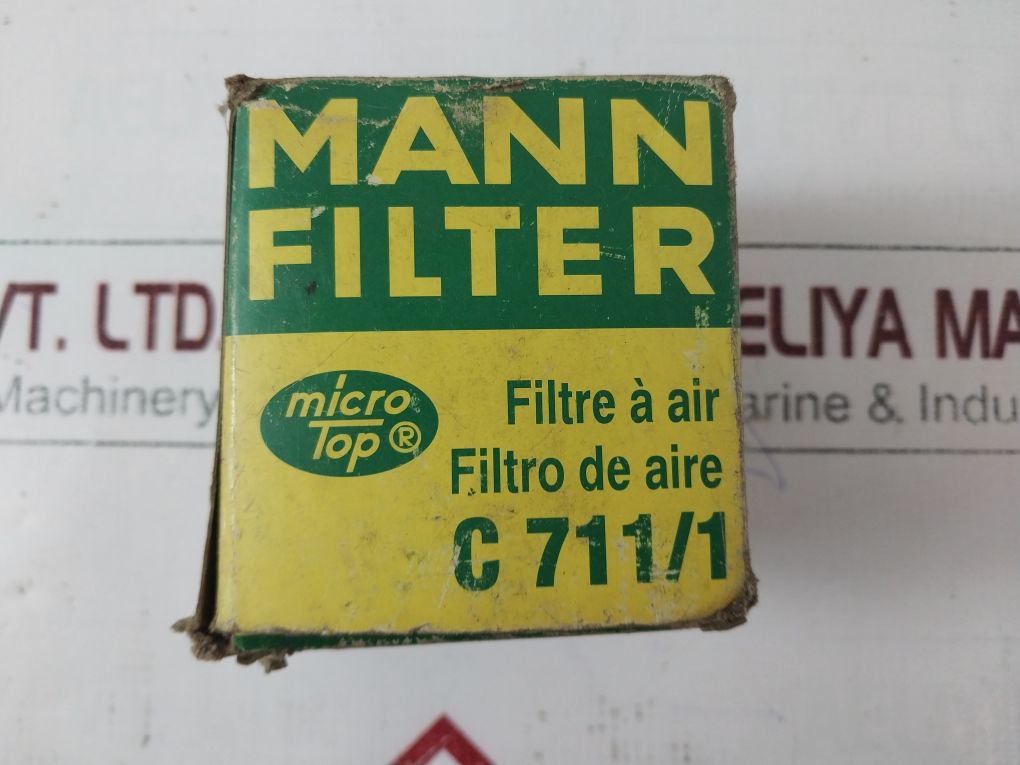 MANN
FILTER
micro
Top®
Filtre à air
Filtro de aire
C 711/1
VT. LTD.
ELIYA MA
Machinery
arine & Indu